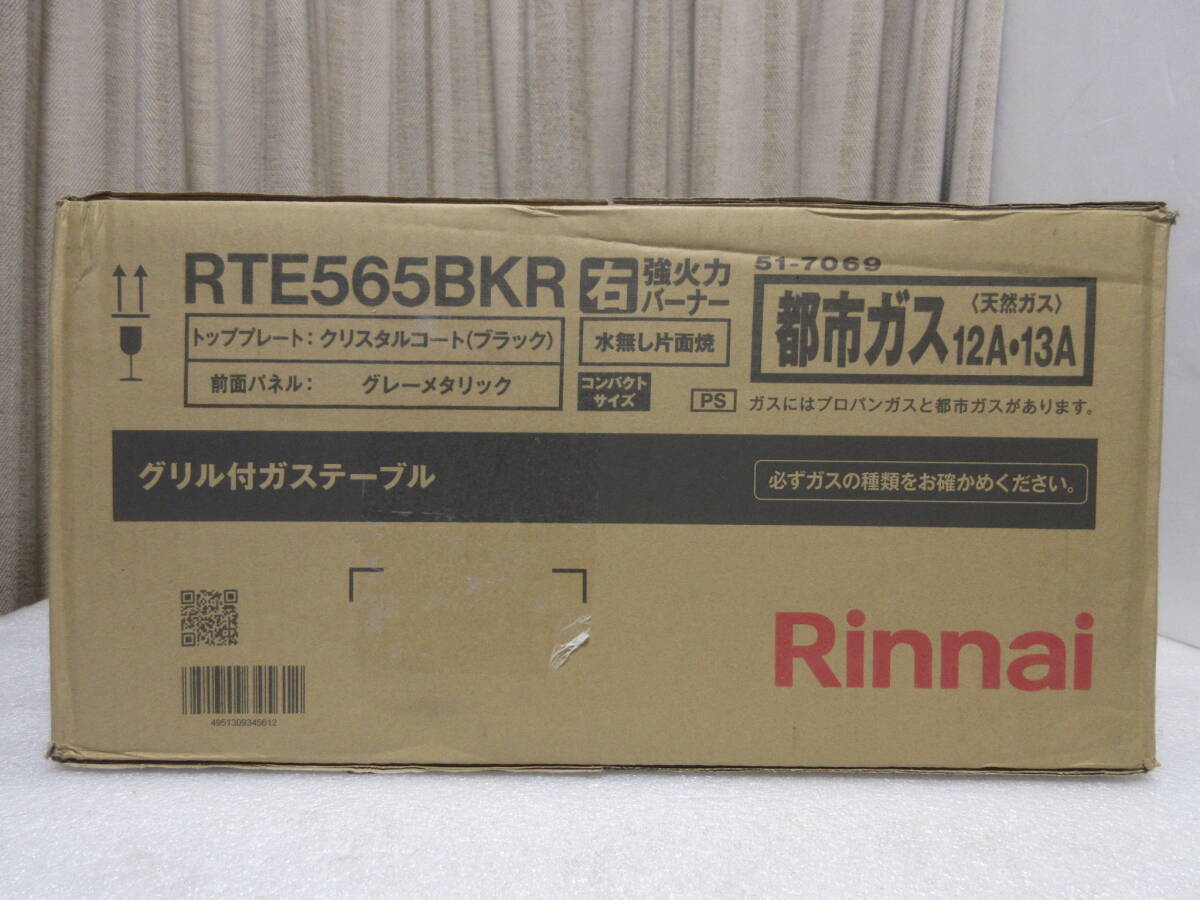 RTE565BKR
右 強火力バーナー
51-7069
トッププレート：クリスタルコート（ブラック）
前面パネル： グレーメタリック
水無し片面焼
コンパクト
サイズ
都市ガス 〈天然ガス〉
12A・13A
PS ガスにはプロパンガスと都市ガスがあります。
グリル付ガステーブル
必ずガスの種類をお確かめください。
4951309345612
Rinnai